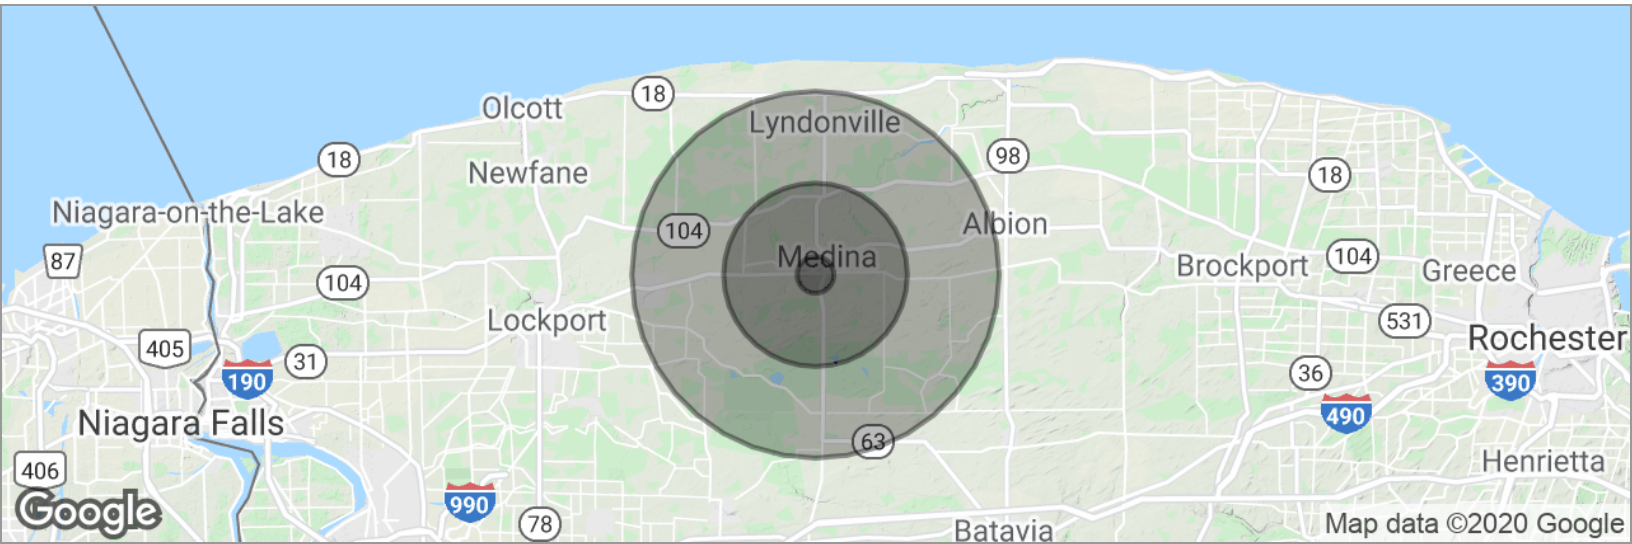 Olcott
18
Lyndonville
18
98
Newfane
18
Niagara-on-the-Lake
104
Albion
87
Medina
104
Brockport
Greece
104
Lockport
531
405
31
Rochester
190
36
390
490
Niagara Falls
63
406
Henrietta
990
Google
78
Batavia
Map data ©2020 Google